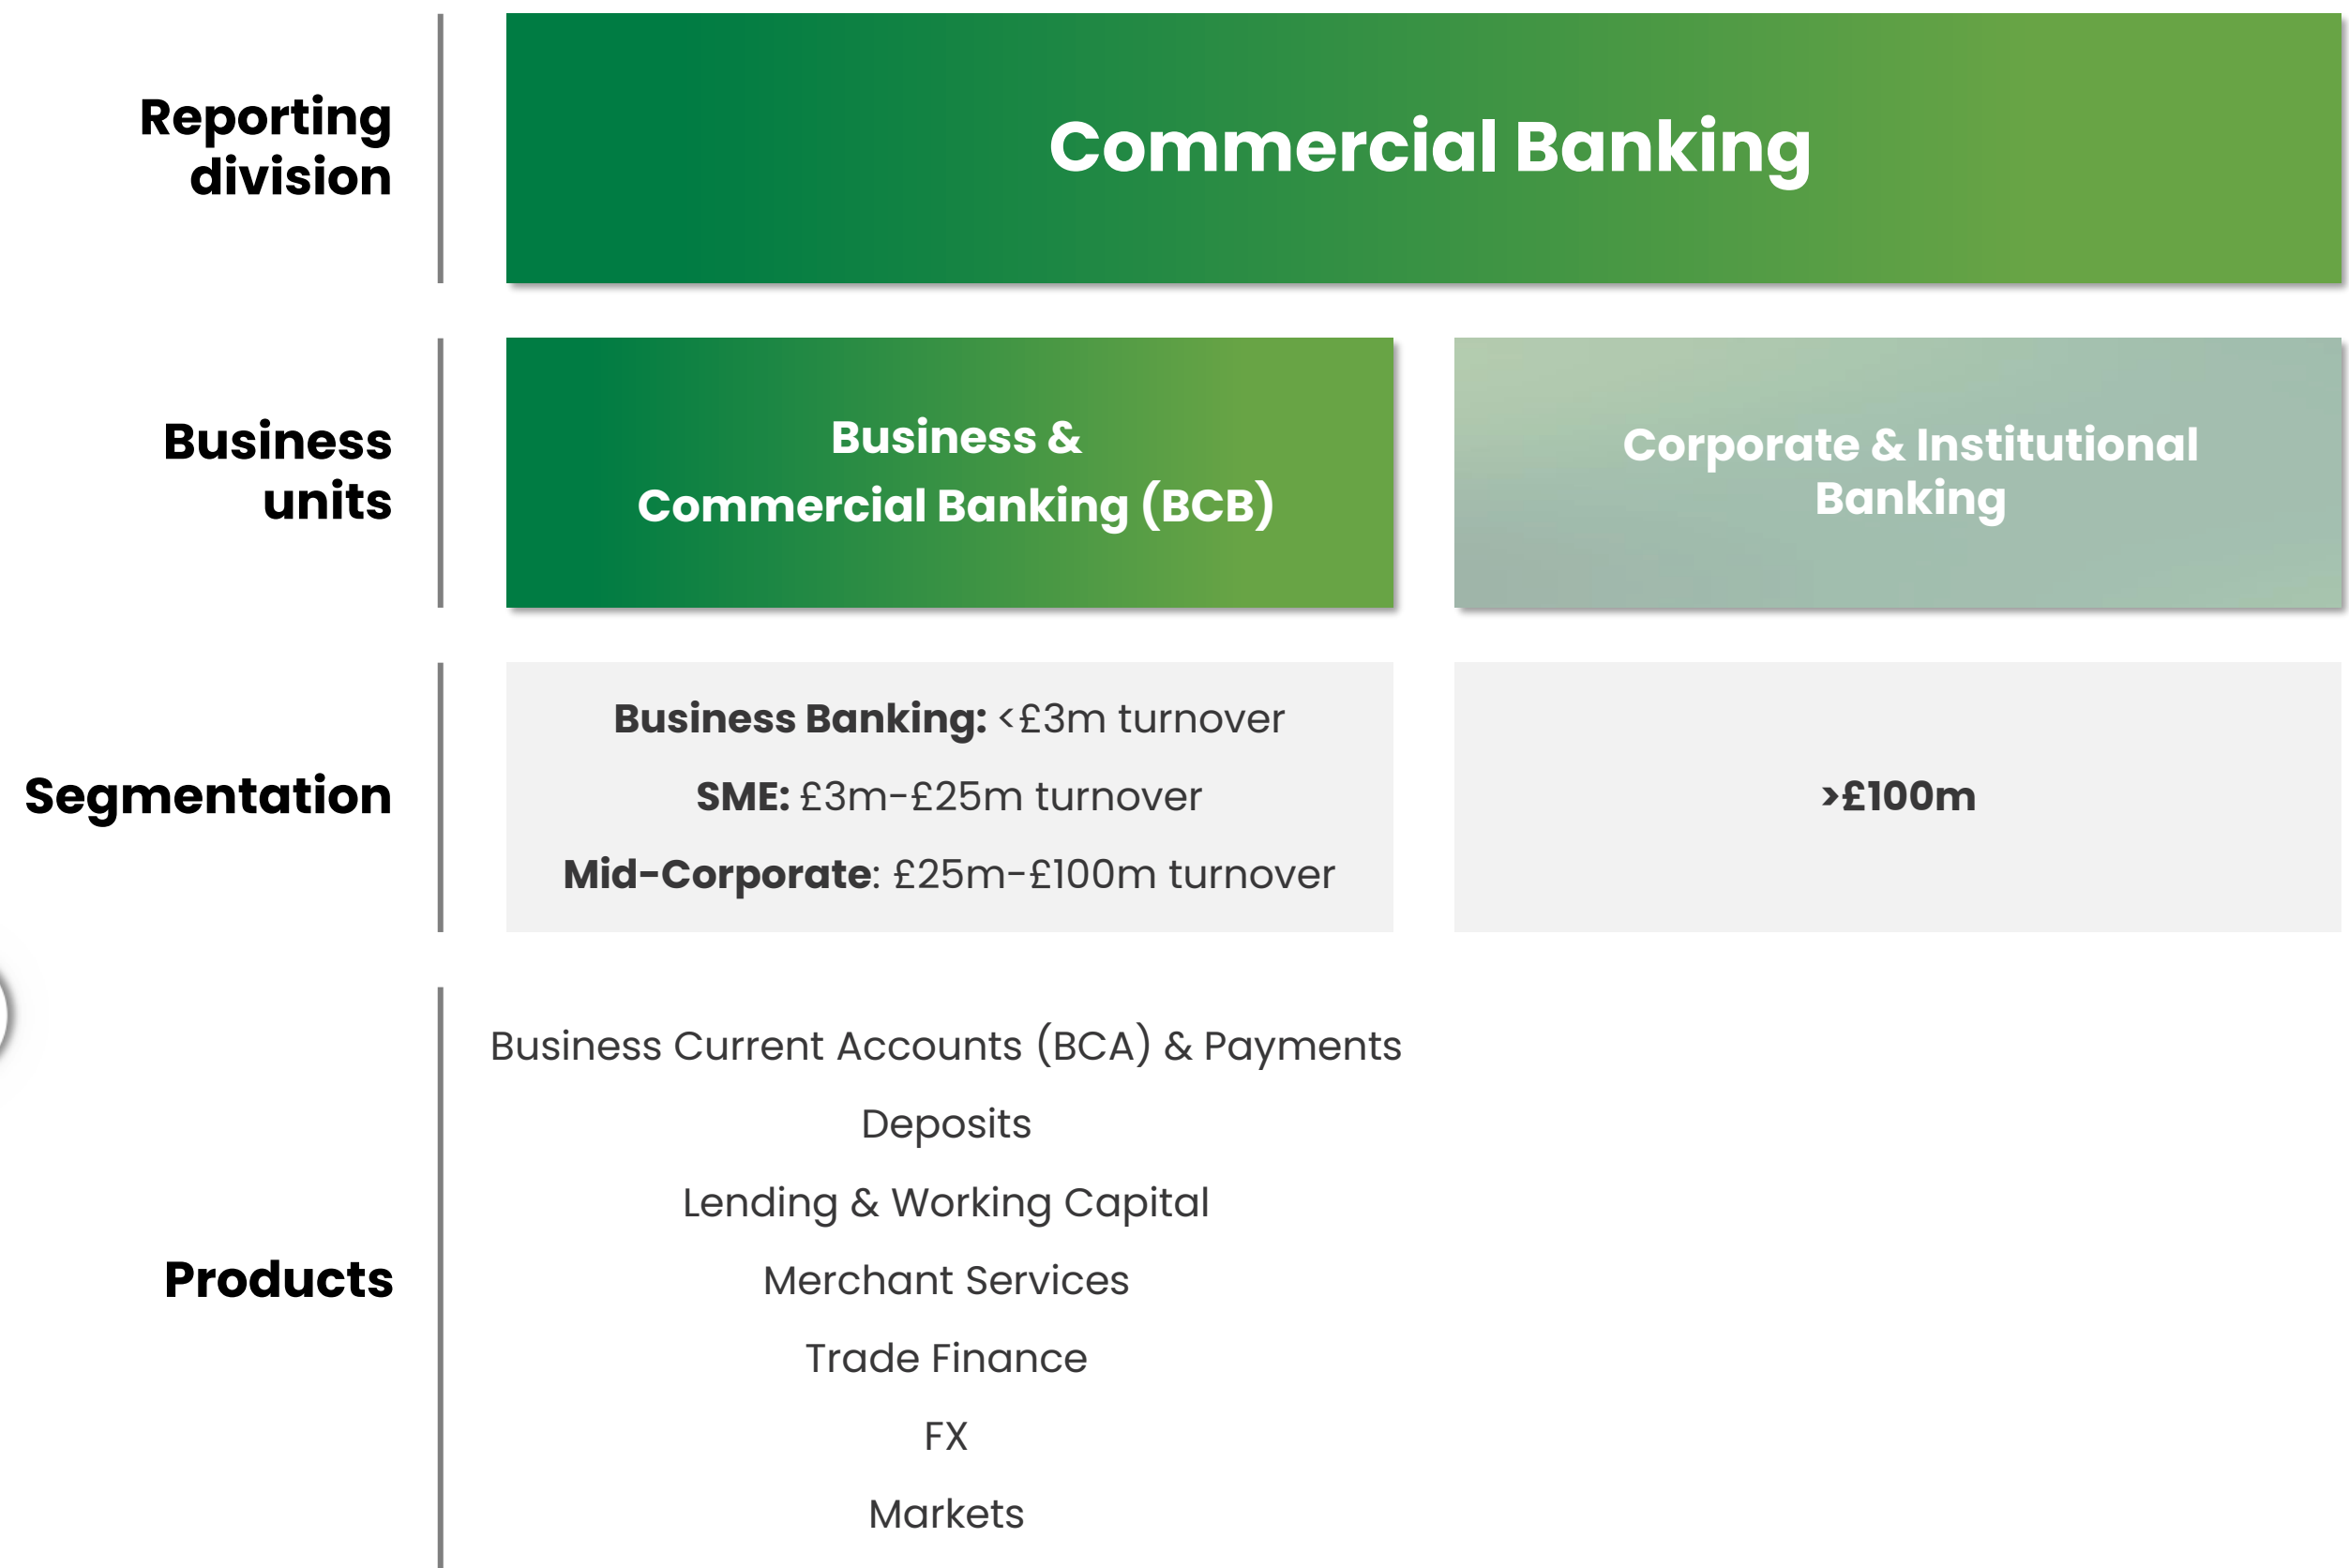 Reporting
division
Commercial Banking
Business
units
Business &
Commercial Banking (BCB)
Corporate & Institutional
Banking
Segmentation
Business Banking: <£3m turnover
SME: £3m-£25m turnover
Mid-Corporate: £25m-£100m turnover
>£100m
Products
Business Current Accounts (BCA) & Payments
Deposits
Lending & Working Capital
Merchant Services
Trade Finance
FX
Markets